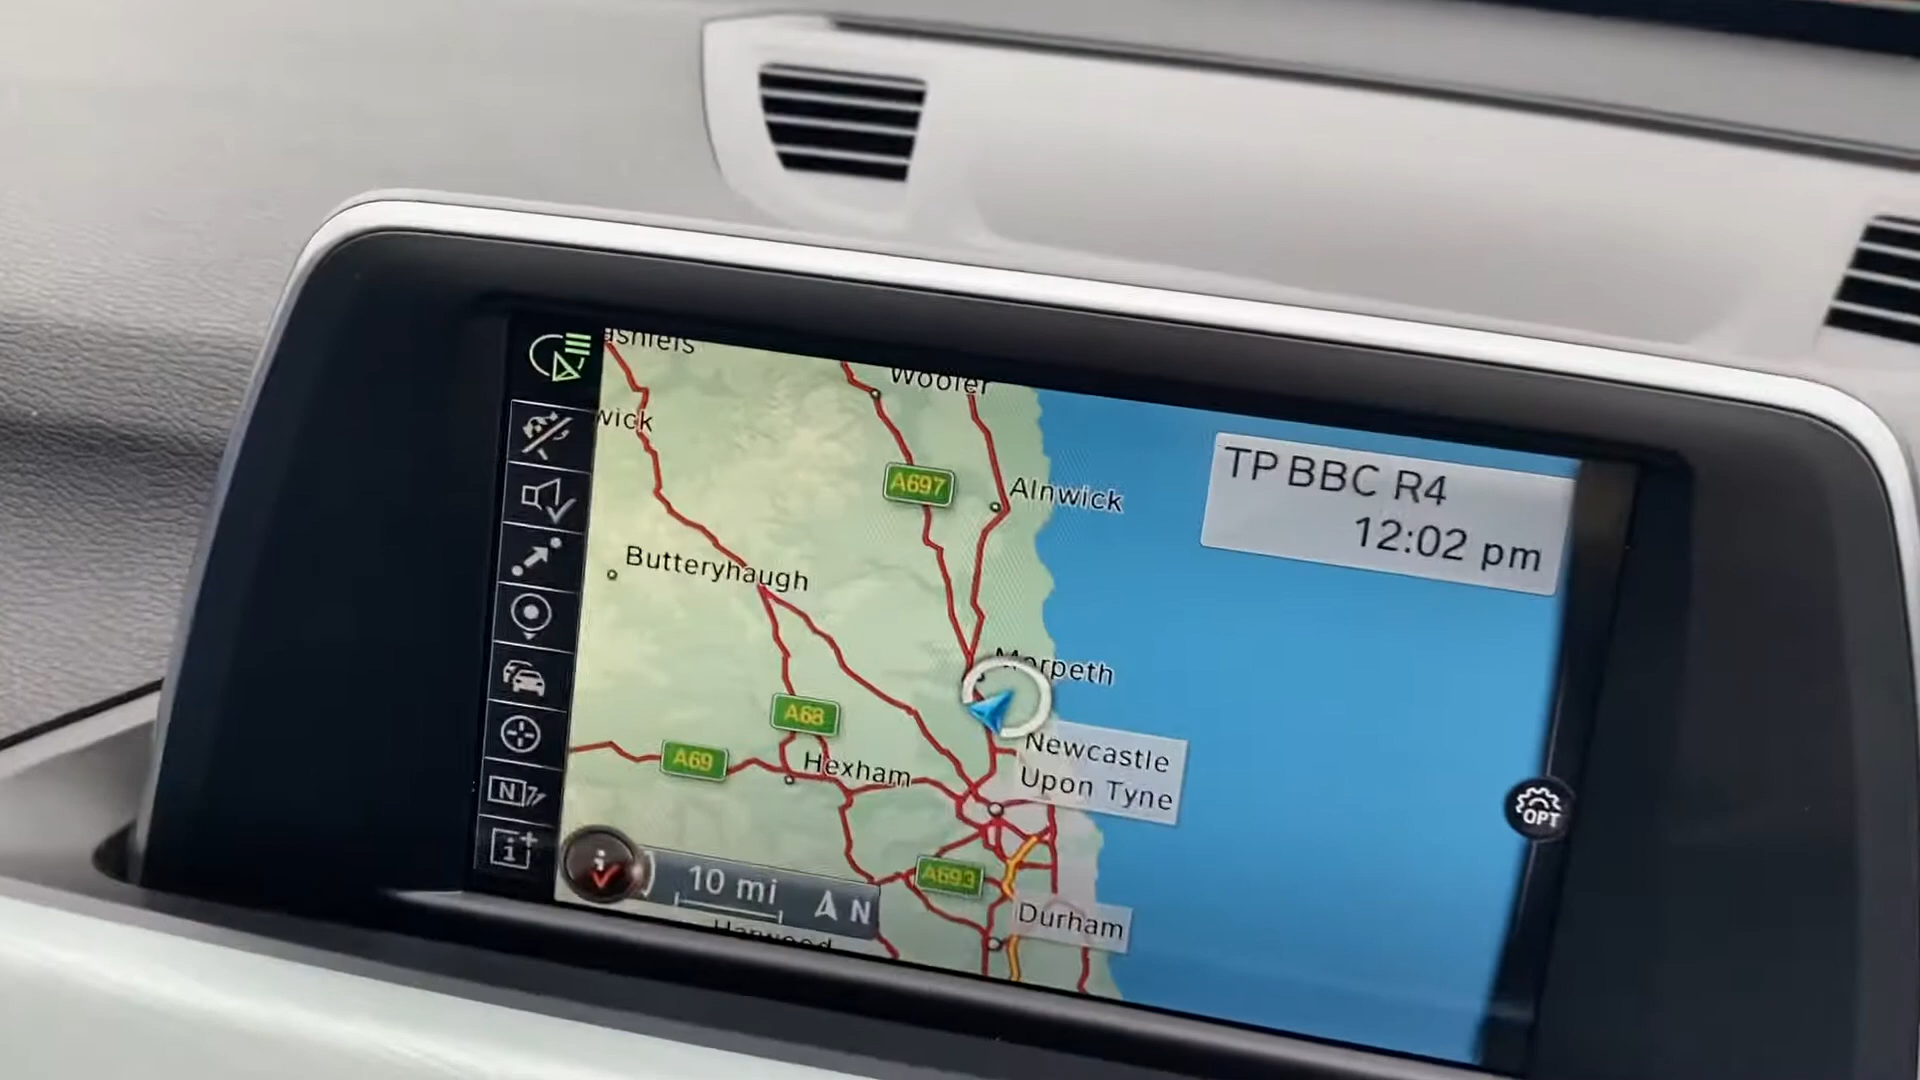 Wooler
wick
TP BBC R4
12:02 pm
A697
Alnwick
Butteryhaugh
Morpeth
A68
A69
Hexham
Newcastle
Upon Tyne
OPT
N
i+
i
10 mi
N
A693
Durham
Harwood